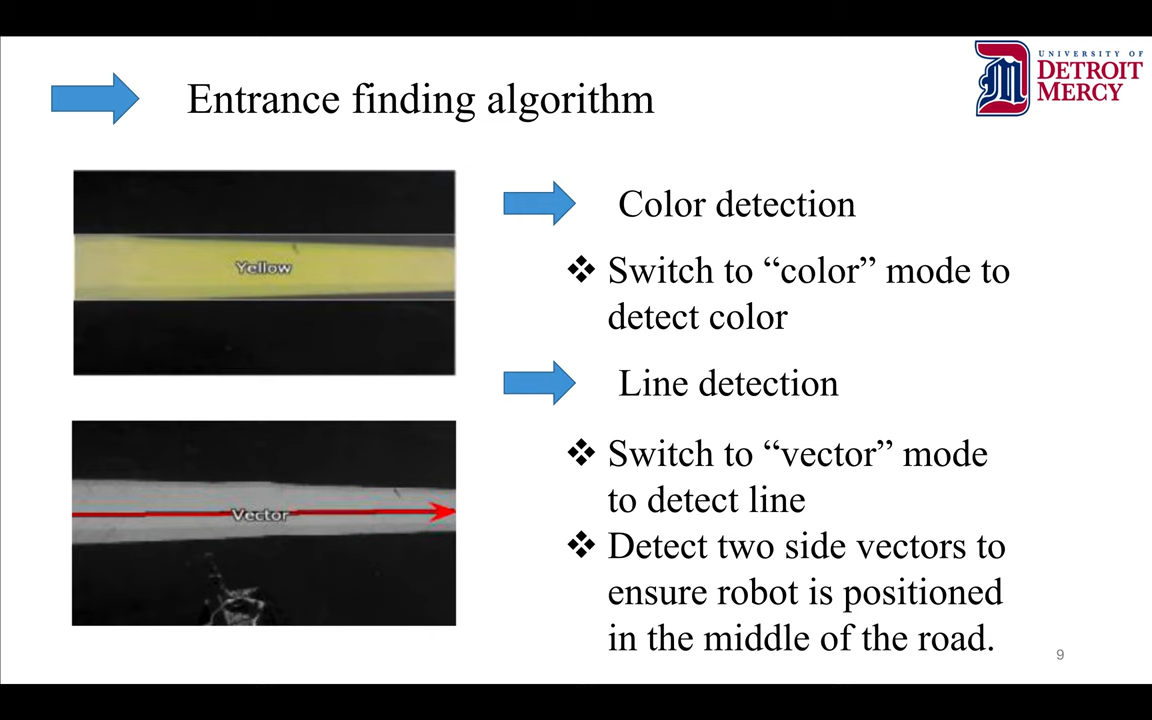 UNIVERSITY OF
DETROIT
MERCY
Entrance finding algorithm
Yellow
Color detection
❖ Switch to “color” mode to
detect color
Line detection
Vector
❖ Switch to “vector” mode
to detect line
❖ Detect two side vectors to
ensure robot is positioned
in the middle of the road.
9